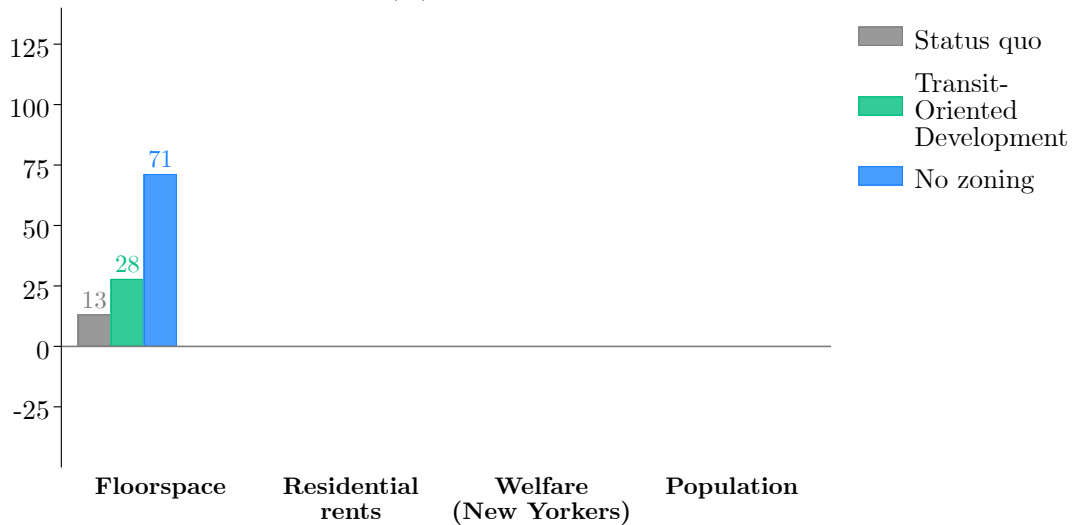 125
100
75
50
25
0
-25
13
28
71
Floorspace
Residential
rents
Welfare
(New Yorkers)
Population
Status quo
Transit-
Oriented
Development
No zoning